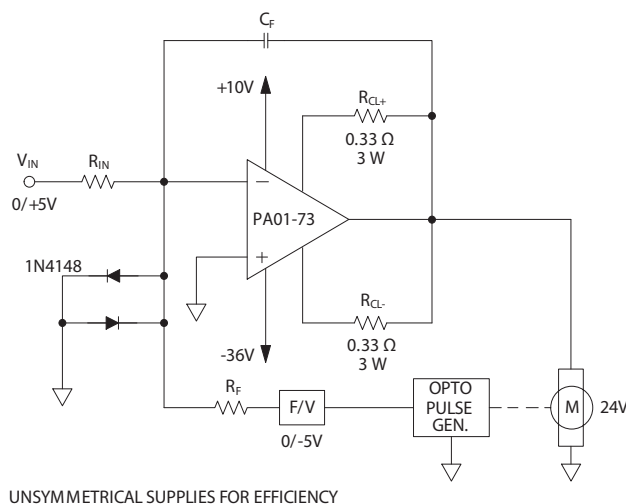 C_F
+10V
R_CL+
0.33 Ω
3 W
V_IN
R_IN
0/+5V
−
PA01-73
+
1N4148
R_CL-
0.33 Ω
3 W
-36V
R_F
F/V
0/-5V
OPTO
PULSE
GEN.
M
24V
UNSYMMETRICAL SUPPLIES FOR EFFICIENCY